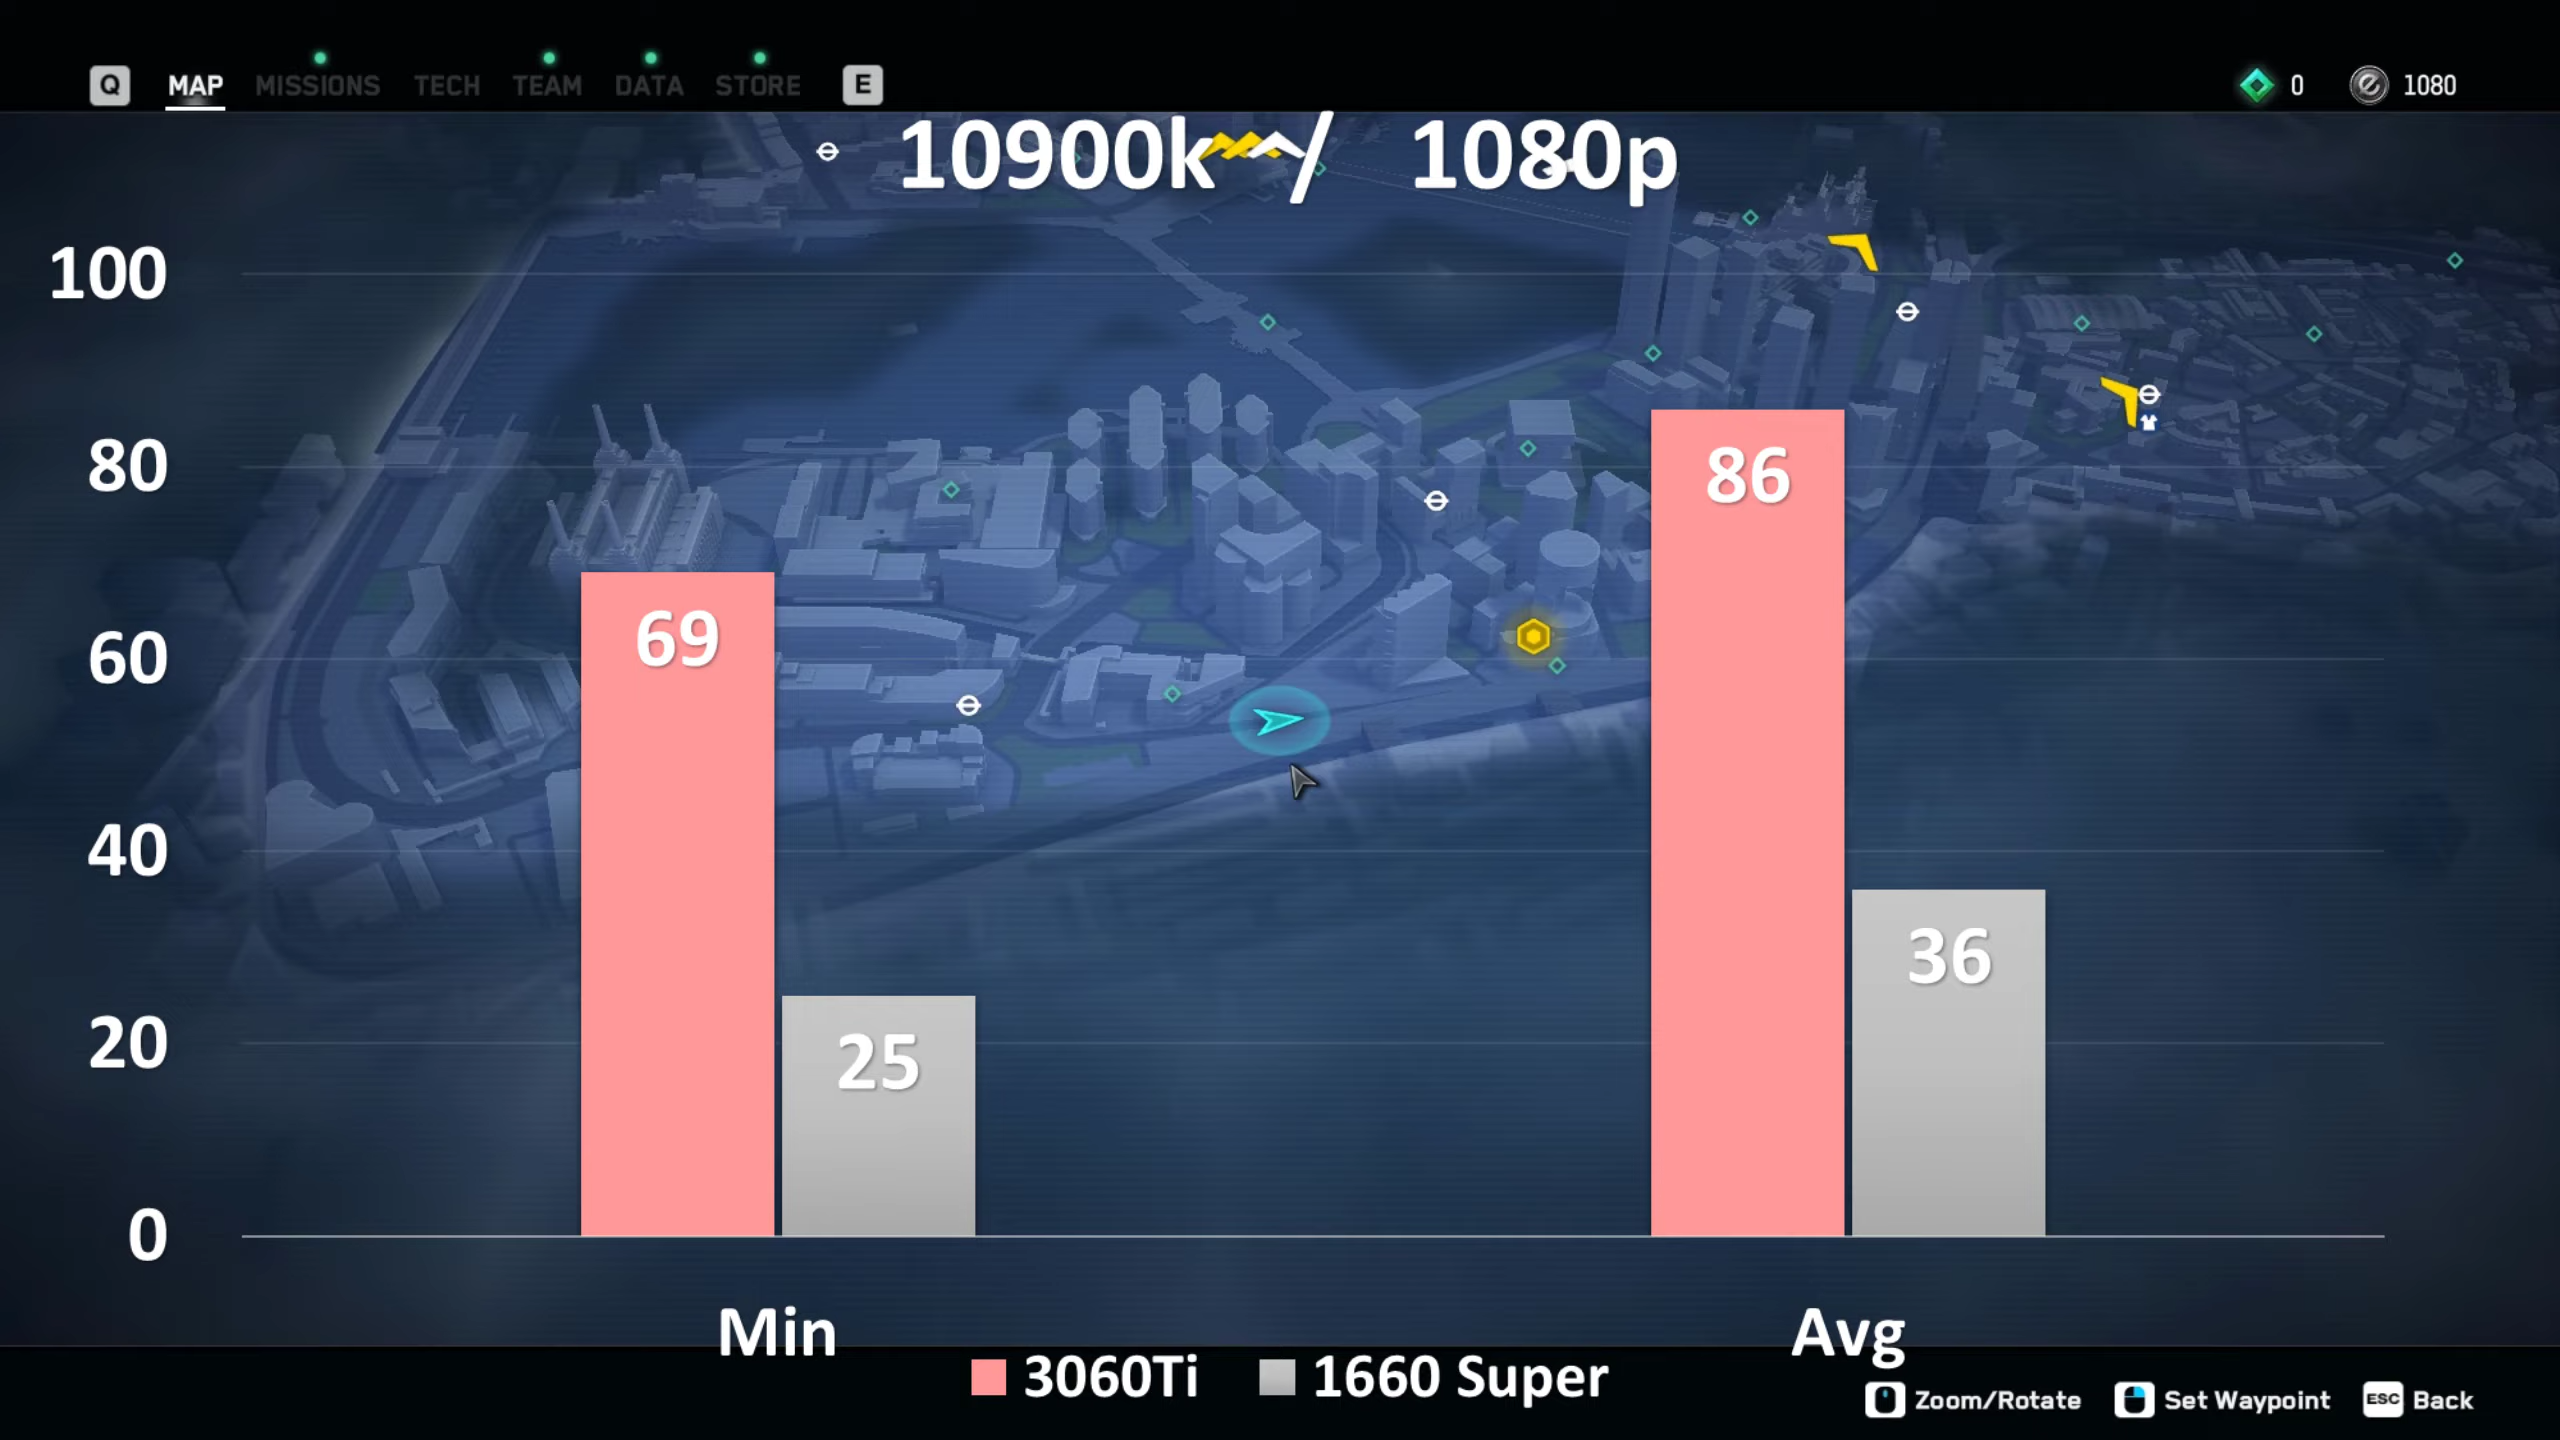 Q MAP MISSIONS TECH TEAM DATA STORE E 0 1080
10900k / 1080p
100
80
60
40
20
0
86
69
36
25
Min Avg
3060Ti 1660 Super
Zoom/Rotate Set Waypoint ESC Back